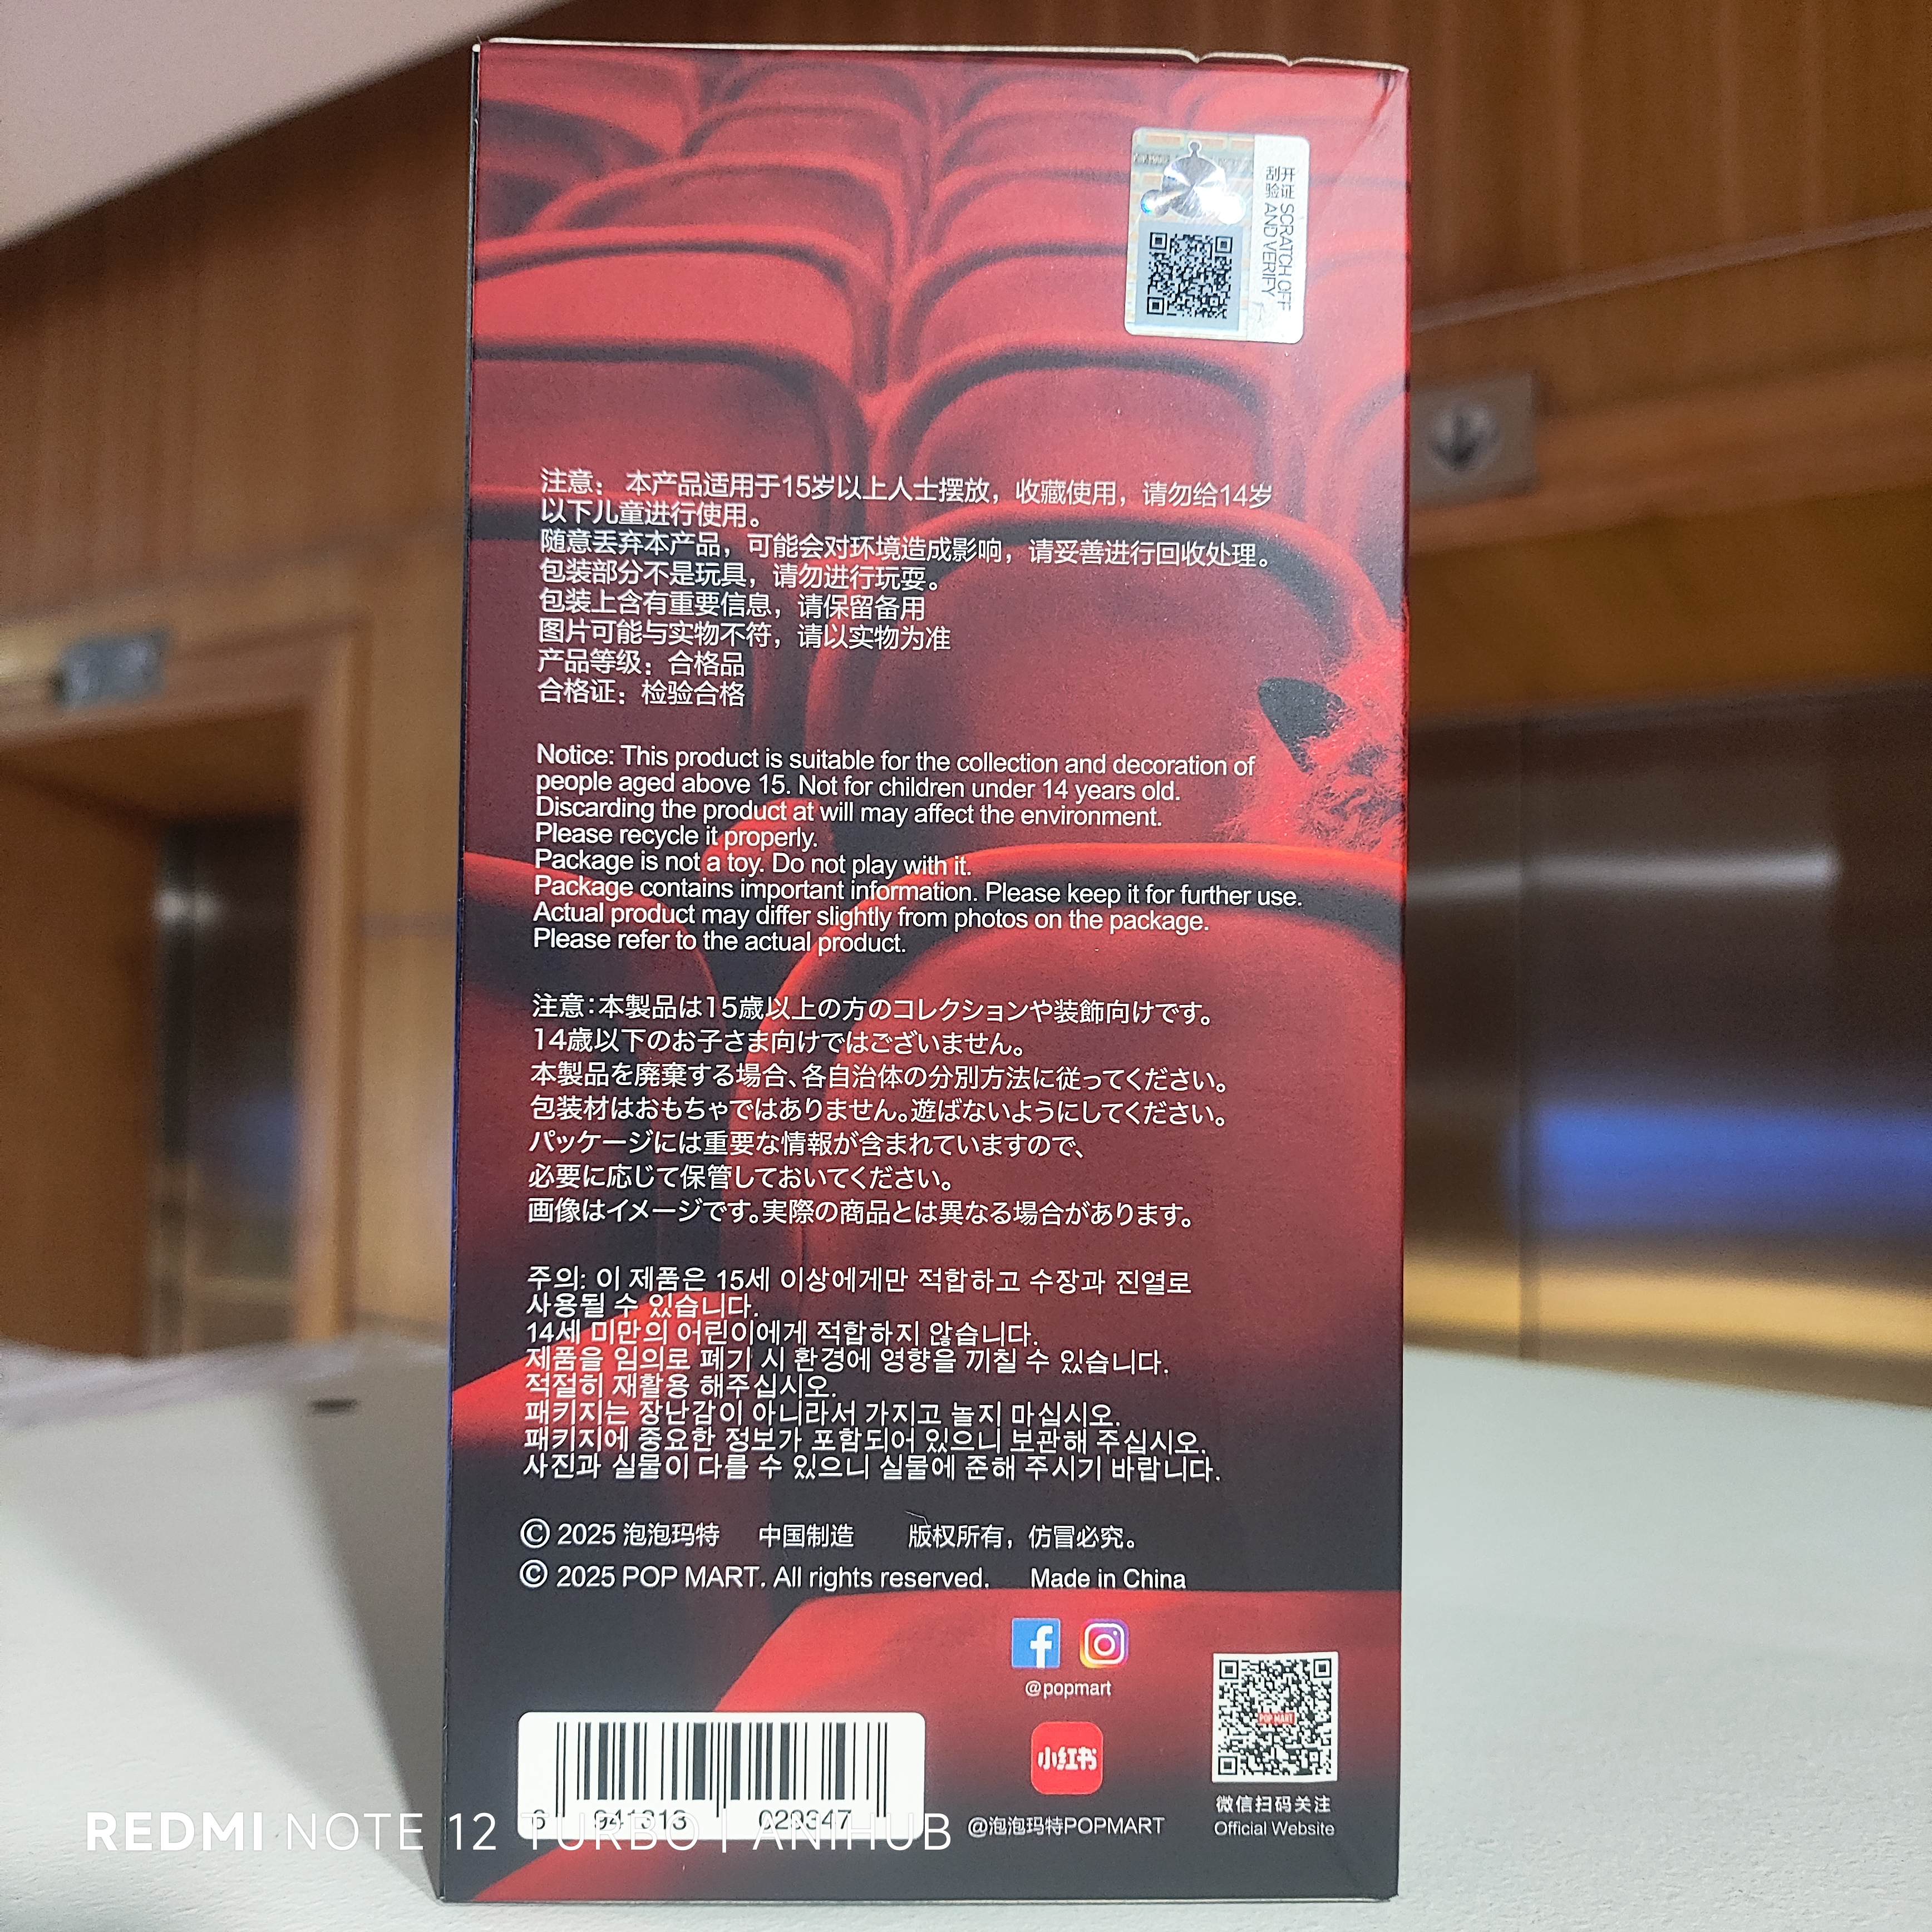 开证 SCRATCH OFF
刮验 AND VERIFY
注意： 本产品适用于15岁以上人士摆放，收藏使用，请勿给14岁
以下儿童进行使用。
随意丢弃本产品，可能会对环境造成影响，请妥善进行回收处理。
包装部分不是玩具，请勿进行玩耍。
包装上含有重要信息，请保留备用
图片可能与实物不符，请以实物为准
产品等级：合格品
合格证：检验合格
Notice: This product is suitable for the collection and decoration of
people aged above 15. Not for children under 14 years old.
Discarding the product at will may affect the environment.
Please recycle it properly.
Package is not a toy. Do not play with it.
Package contains important information. Please keep it for further use.
Actual product may differ slightly from photos on the package.
Please refer to the actual product.
注意：本製品は15歳以上の方のコレクションや装飾向けです。
14歳以下のお子さま向けではございません。
本製品を廃棄する場合、各自治体の分別方法に従ってください。
包装材はおもちゃではありません。遊ばないようにしてください。
パッケージには重要な情報が含まれていますので、
必要に応じて保管しておいてください。
画像はイメージです。実際の商品とは異なる場合があります。
주의: 이 제품은 15세 이상에게만 적합하고 수장과 진열로
사용될 수 있습니다.
14세 미만의 어린이에게 적합하지 않습니다.
제품을 임의로 폐기 시 환경에 영향을 끼칠 수 있습니다.
적절히 재활용 해주십시오.
패키지는 장난감이 아니라서 가지고 놀지 마십시오.
패키지에 중요한 정보가 포함되어 있으니 보관해 주십시오.
사진과 실물이 다를 수 있으니 실물에 준해 주시기 바랍니다.
© 2025 泡泡玛特 中国制造 版权所有，仿冒必究。
© 2025 POP MART. All rights reserved. Made in China
@popmart
小红书
@泡泡玛特POPMART
POP MART
微信扫码关注
Official Website
6 941813 029347
REDMI NOTE 12 TURBO | ANIHUB